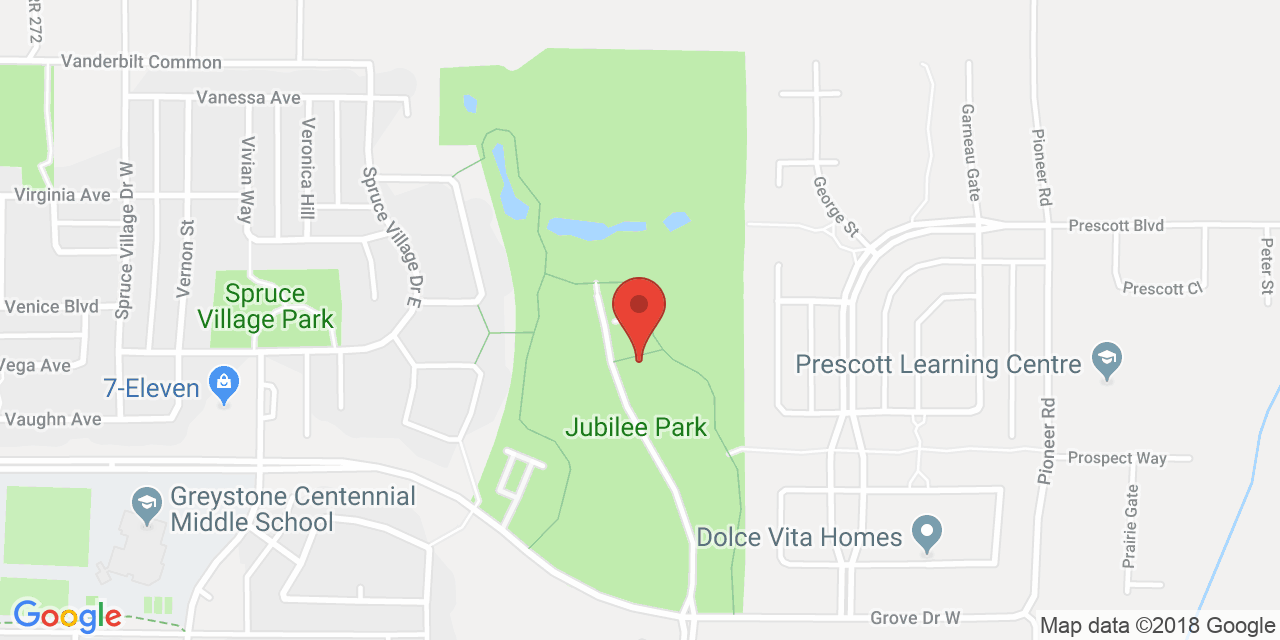 RR 272
Vanderbilt Common
Vanessa Ave
Vivian Way
Veronica Hill
Virginia Ave
Spruce Village Dr W
Vernon St
Spruce Village Dr E
Venice Blvd
Spruce
Village Park
Vega Ave
7-Eleven
Vaughn Ave
Greystone Centennial
Middle School
Jubilee Park
Garneau Gate
Pioneer Rd
George St
Prescott Blvd
Peter St
Prescott Cl
Prescott Learning Centre
Pioneer Rd
Prospect Way
Prairie Gate
Dolce Vita Homes
Grove Dr W
Google
Map data ©2018 Google